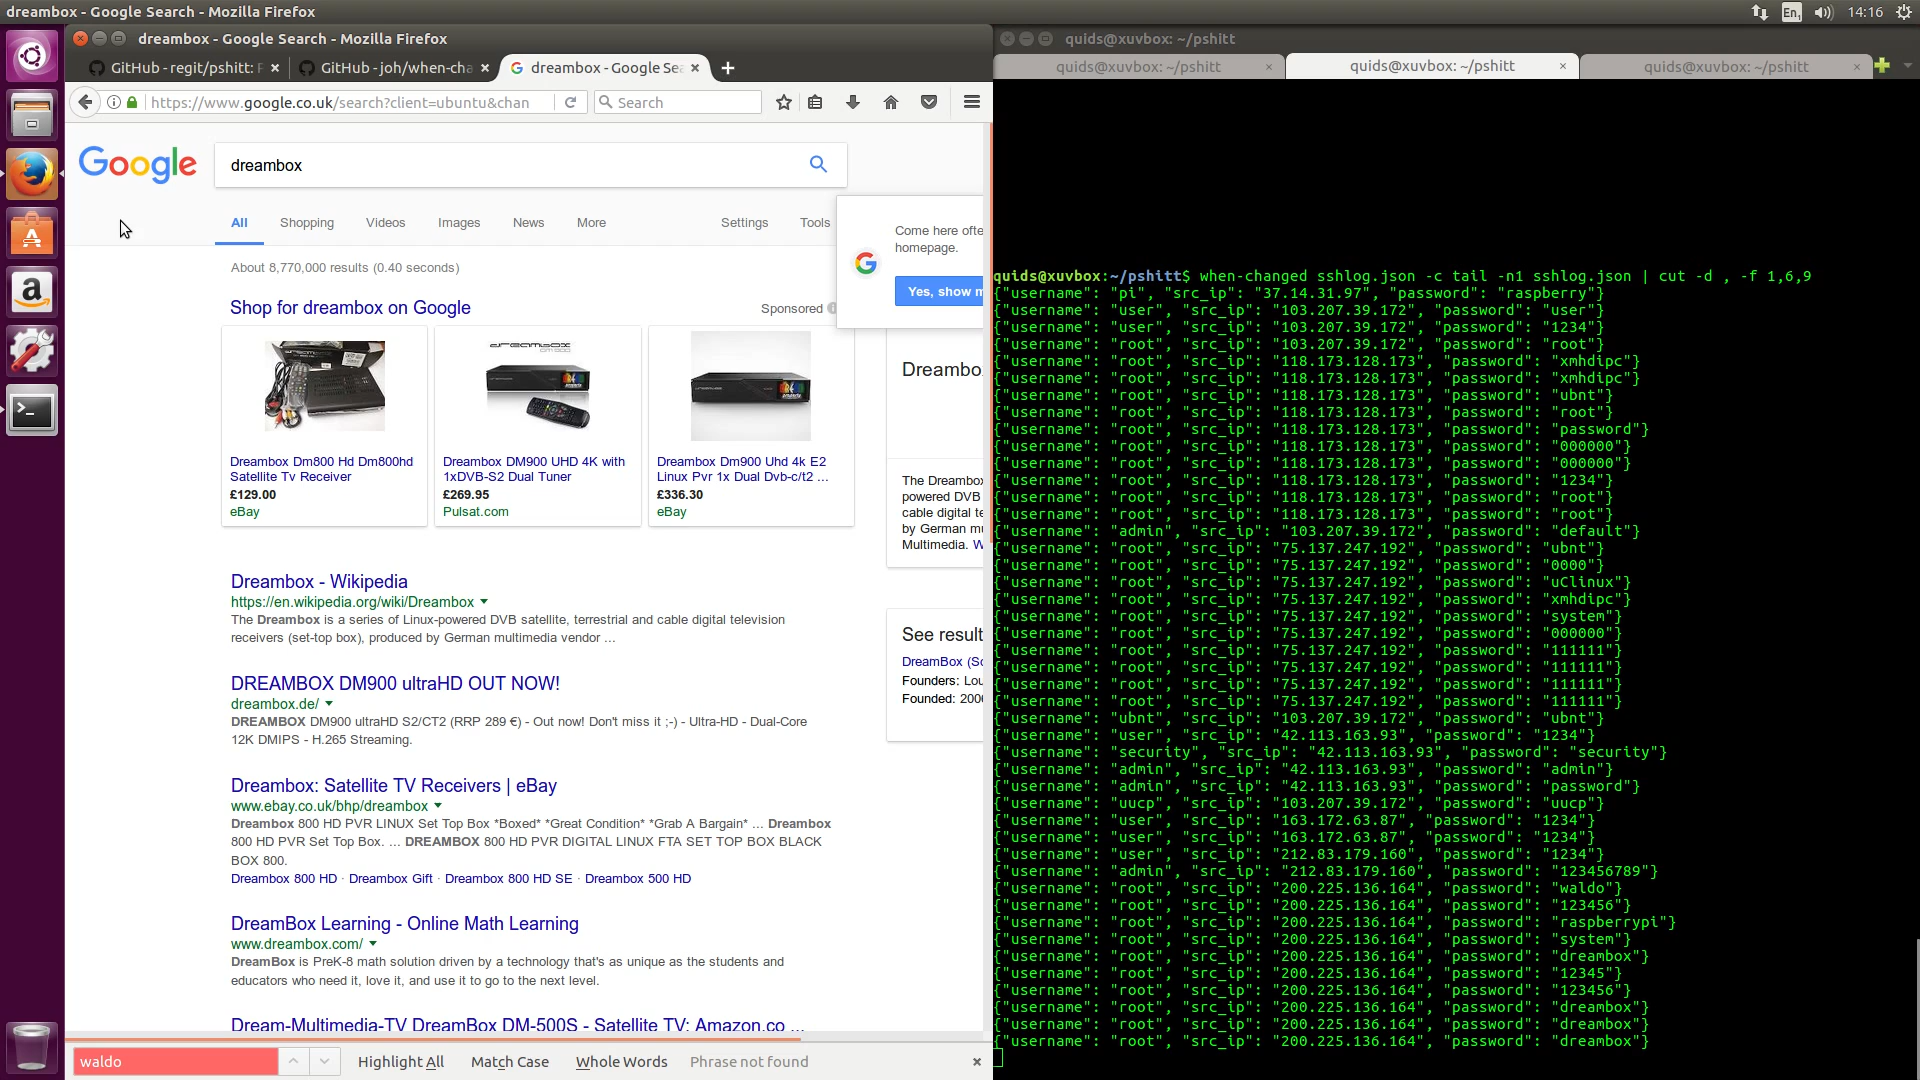 dreambox - Google Search - Mozilla Firefox
En1
14:16
dreambox - Google Search - Mozilla Firefox
GitHub - regit/pshitt: P
GitHub - joh/when-cha
dreambox - Google Sea
https://www.google.co.uk/search?client=ubuntu&chan
Search
Google
dreambox
All
Shopping
Videos
Images
News
More
Settings
Tools
Come here ofte
homepage.
Yes, show m
About 8,770,000 results (0.40 seconds)
Shop for dreambox on Google
Sponsored
Dreambox Dm800 Hd Dm800hd
Satellite Tv Receiver
£129.00
eBay
Dreambox DM900 UHD 4K with
1xDVB-S2 Dual Tuner
£269.95
Pulsat.com
Dreambox Dm900 Uhd 4k E2
Linux Pvr 1x Dual Dvb-c/t2 ...
£336.30
eBay
Dreambo
The Dreambox
powered DVB
cable digital te
by German mu
Multimedia. W
Dreambox - Wikipedia
https://en.wikipedia.org/wiki/Dreambox
The Dreambox is a series of Linux-powered DVB satellite, terrestrial and cable digital television
receivers (set-top box), produced by German multimedia vendor ...
See result
DreamBox (So
Founders: Lou
Founded: 2006
DREAMBOX DM900 ultraHD OUT NOW!
dreambox.de/
DREAMBOX DM900 ultraHD S2/CT2 (RRP 289 €) - Out now! Don't miss it ;-) - Ultra-HD - Dual-Core
12K DMIPS - H.265 Streaming.
Dreambox: Satellite TV Receivers | eBay
www.ebay.co.uk/bhp/dreambox
Dreambox 800 HD PVR LINUX Set Top Box *Boxed* *Great Condition* *Grab A Bargain* ... Dreambox
800 HD PVR Set Top Box. ... DREAMBOX 800 HD PVR DIGITAL LINUX FTA SET TOP BOX BLACK
BOX 800.
Dreambox 800 HD · Dreambox Gift · Dreambox 800 HD SE · Dreambox 500 HD
DreamBox Learning - Online Math Learning
www.dreambox.com/
DreamBox is PreK-8 math solution driven by a technology that's as unique as the students and
educators who need it, love it, and use it to go to the next level.
Dream-Multimedia-TV DreamBox DM-500S - Satellite TV: Amazon.co ...
waldo
Highlight All
Match Case
Whole Words
Phrase not found
quids@xuvbox: ~/pshitt
quids@xuvbox: ~/pshitt
quids@xuvbox: ~/pshitt
quids@xuvbox: ~/pshitt
quids@xuvbox:~/pshitt$ when-changed sshlog.json -c tail -n1 sshlog.json | cut -d , -f 1,6,9
{"username": "pi", "src_ip": "37.14.31.97", "password": "raspberry"}
{"username": "user", "src_ip": "103.207.39.172", "password": "user"}
{"username": "user", "src_ip": "103.207.39.172", "password": "1234"}
{"username": "root", "src_ip": "103.207.39.172", "password": "root"}
{"username": "root", "src_ip": "118.173.128.173", "password": "xmhdipc"}
{"username": "root", "src_ip": "118.173.128.173", "password": "xmhdipc"}
{"username": "root", "src_ip": "118.173.128.173", "password": "ubnt"}
{"username": "root", "src_ip": "118.173.128.173", "password": "root"}
{"username": "root", "src_ip": "118.173.128.173", "password": "password"}
{"username": "root", "src_ip": "118.173.128.173", "password": "000000"}
{"username": "root", "src_ip": "118.173.128.173", "password": "000000"}
{"username": "root", "src_ip": "118.173.128.173", "password": "1234"}
{"username": "root", "src_ip": "118.173.128.173", "password": "root"}
{"username": "root", "src_ip": "118.173.128.173", "password": "root"}
{"username": "admin", "src_ip": "103.207.39.172", "password": "default"}
{"username": "root", "src_ip": "75.137.247.192", "password": "ubnt"}
{"username": "root", "src_ip": "75.137.247.192", "password": "0000"}
{"username": "root", "src_ip": "75.137.247.192", "password": "uClinux"}
{"username": "root", "src_ip": "75.137.247.192", "password": "xmhdipc"}
{"username": "root", "src_ip": "75.137.247.192", "password": "system"}
{"username": "root", "src_ip": "75.137.247.192", "password": "000000"}
{"username": "root", "src_ip": "75.137.247.192", "password": "111111"}
{"username": "root", "src_ip": "75.137.247.192", "password": "111111"}
{"username": "root", "src_ip": "75.137.247.192", "password": "111111"}
{"username": "root", "src_ip": "75.137.247.192", "password": "111111"}
{"username": "ubnt", "src_ip": "103.207.39.172", "password": "ubnt"}
{"username": "user", "src_ip": "42.113.163.93", "password": "1234"}
{"username": "security", "src_ip": "42.113.163.93", "password": "security"}
{"username": "admin", "src_ip": "42.113.163.93", "password": "admin"}
{"username": "admin", "src_ip": "42.113.163.93", "password": "password"}
{"username": "uucp", "src_ip": "103.207.39.172", "password": "uucp"}
{"username": "user", "src_ip": "163.172.63.87", "password": "1234"}
{"username": "user", "src_ip": "163.172.63.87", "password": "1234"}
{"username": "user", "src_ip": "212.83.179.160", "password": "1234"}
{"username": "admin", "src_ip": "212.83.179.160", "password": "123456789"}
{"username": "root", "src_ip": "200.225.136.164", "password": "waldo"}
{"username": "root", "src_ip": "200.225.136.164", "password": "123456"}
{"username": "root", "src_ip": "200.225.136.164", "password": "raspberrypi"}
{"username": "root", "src_ip": "200.225.136.164", "password": "system"}
{"username": "root", "src_ip": "200.225.136.164", "password": "dreambox"}
{"username": "root", "src_ip": "200.225.136.164", "password": "12345"}
{"username": "root", "src_ip": "200.225.136.164", "password": "123456"}
{"username": "root", "src_ip": "200.225.136.164", "password": "dreambox"}
{"username": "root", "src_ip": "200.225.136.164", "password": "dreambox"}
{"username": "root", "src_ip": "200.225.136.164", "password": "dreambox"}